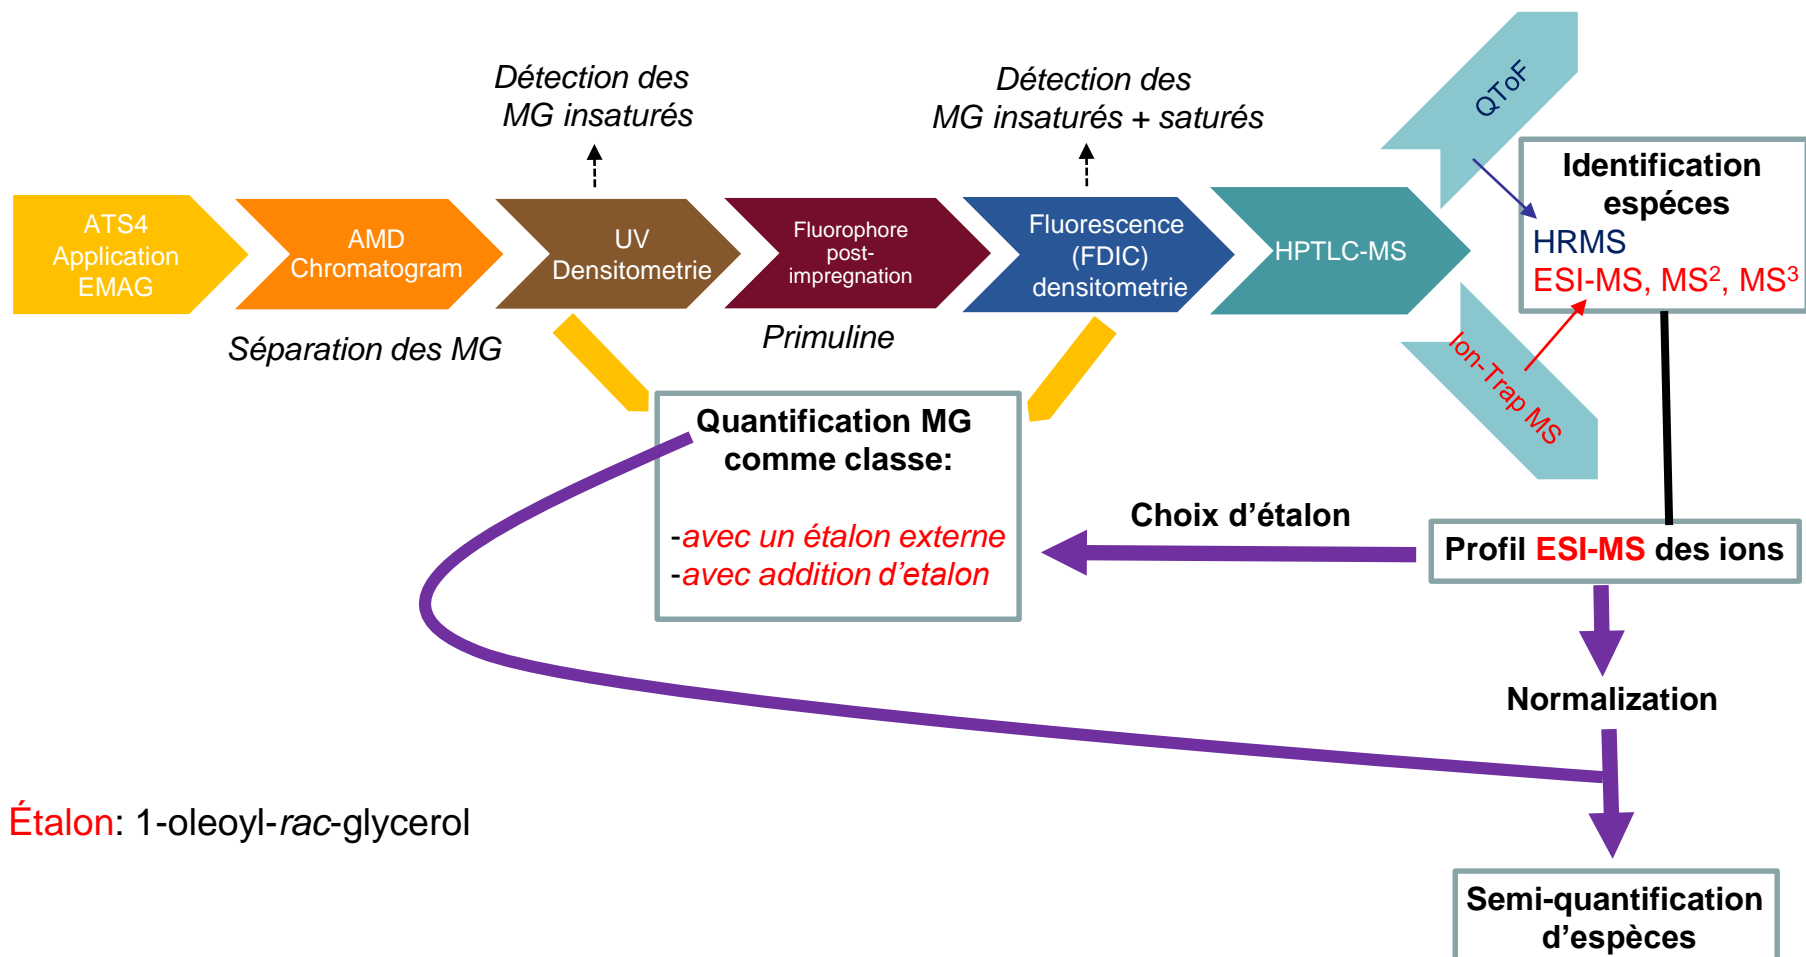 Détection des
MG insaturés
Détection des
MG insaturés + saturés
QToF
ATS4
Application
EMAG
AMD
Chromatogram
UV
Densitometrie
Fluorophore
post-
impregnation
Fluorescence
(FDIC)
densitometrie
HPTLC-MS
Identification
espéces
HRMS
ESI-MS, MS², MS³
Ion-Trap MS
Séparation des MG
Primuline
Quantification MG
comme classe:
-avec un étalon externe
-avec addition d'etalon
Choix d'étalon
Profil ESI-MS des ions
Normalization
Étalon: 1-oleoyl-rac-glycerol
Semi-quantification
d'espèces